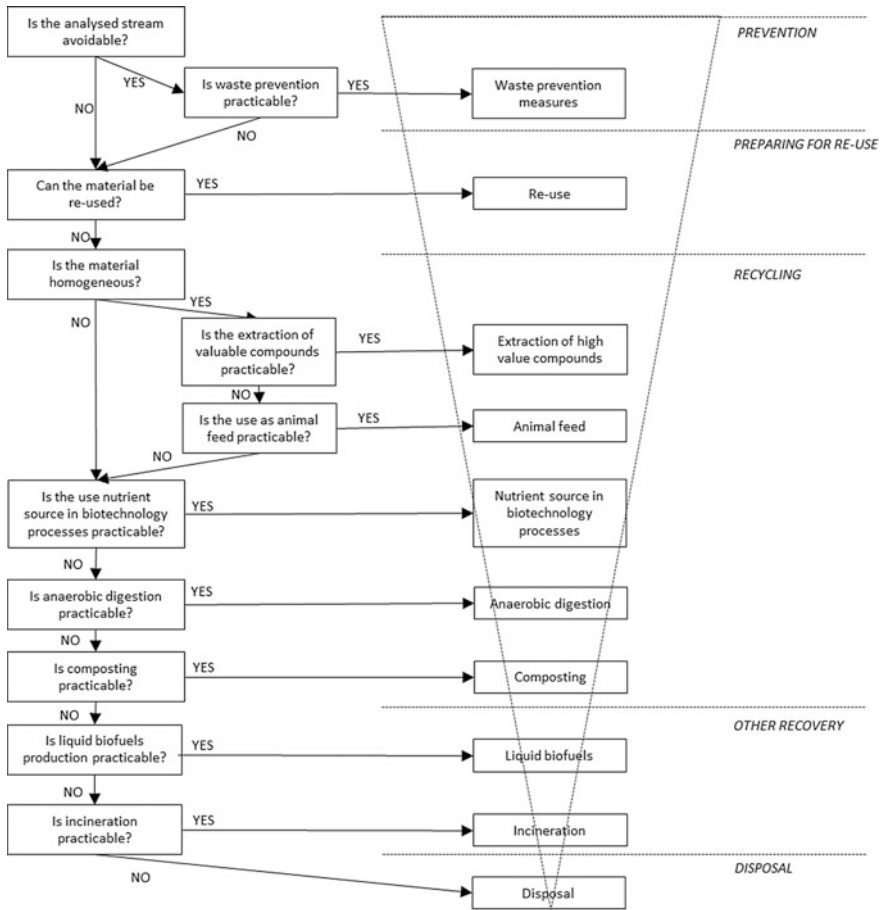 Is the analysed stream
avoidable?
PREVENTION
YES
Is waste prevention
practicable?
YES
Waste prevention
measures
NO
NO
PREPARING FOR RE-USE
Can the material be
re-used?
YES
Re-use
NO
Is the material
homogeneous?
RECYCLING
YES
NO
Is the extraction of
valuable compounds
practicable?
YES
Extraction of high
value compounds
NO
Is the use as animal
feed practicable?
YES
Animal feed
NO
Is the use nutrient
source in biotechnology
processes practicable?
YES
Nutrient source in
biotechnology
processes
NO
Is anaerobic digestion
practicable?
YES
Anaerobic digestion
NO
Is composting
practicable?
YES
Composting
NO
OTHER RECOVERY
Is liquid biofuels
production practicable?
YES
Liquid biofuels
NO
Is incineration
practicable?
YES
Incineration
DISPOSAL
NO
Disposal